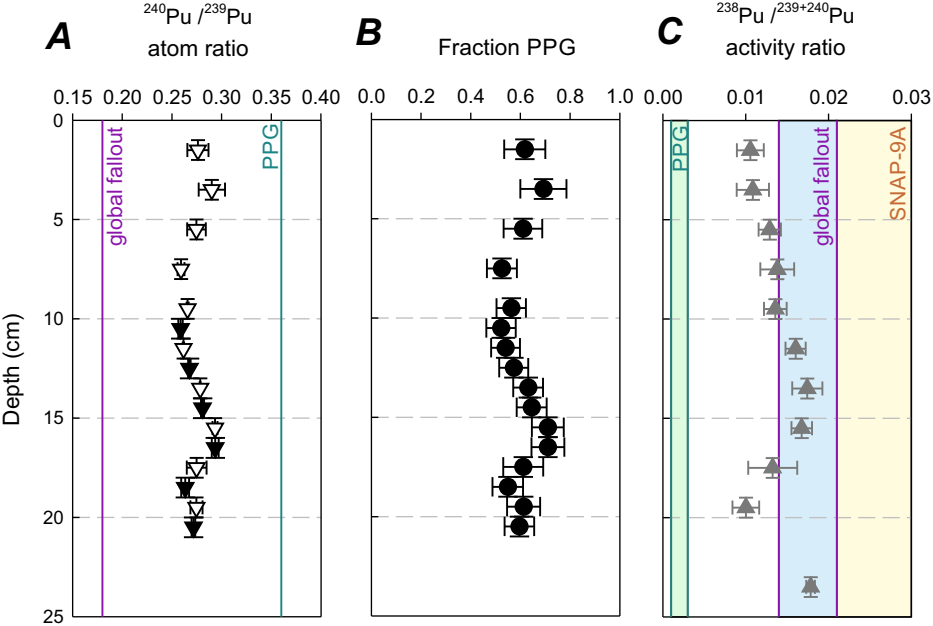 A
240Pu /239Pu
atom ratio
0.15 0.20 0.25 0.30 0.35 0.40
global fallout
PPG
Depth (cm)
0
5
10
15
20
25
B
Fraction PPG
0.0 0.2 0.4 0.6 0.8 1.0
C
238Pu /239+240Pu
activity ratio
0.00 0.01 0.02 0.03
PPG
global fallout
SNAP-9A